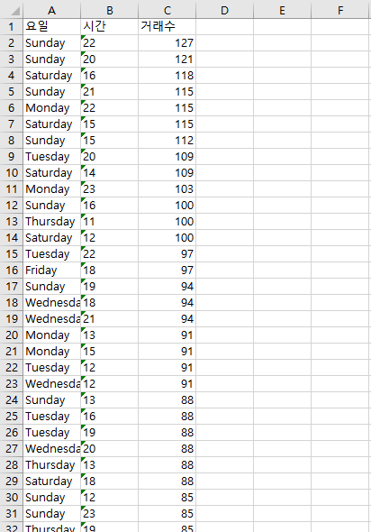 A B C D E F
1 요일 시간 거래수
2 Sunday 22 127
3 Sunday 20 121
4 Saturday 16 118
5 Sunday 21 115
6 Monday 22 115
7 Saturday 15 115
8 Sunday 15 112
9 Tuesday 20 109
10 Saturday 14 109
11 Monday 23 103
12 Sunday 16 100
13 Thursday 11 100
14 Saturday 12 100
15 Tuesday 22 97
16 Friday 18 97
17 Sunday 19 94
18 Wednesda 18 94
19 Wednesda 21 94
20 Monday 13 91
21 Monday 15 91
22 Tuesday 12 91
23 Wednesda 12 91
24 Sunday 13 88
25 Tuesday 16 88
26 Tuesday 19 88
27 Wednesda 20 88
28 Thursday 13 88
29 Saturday 18 88
30 Sunday 12 85
31 Sunday 23 85
32 Thursday 19 85